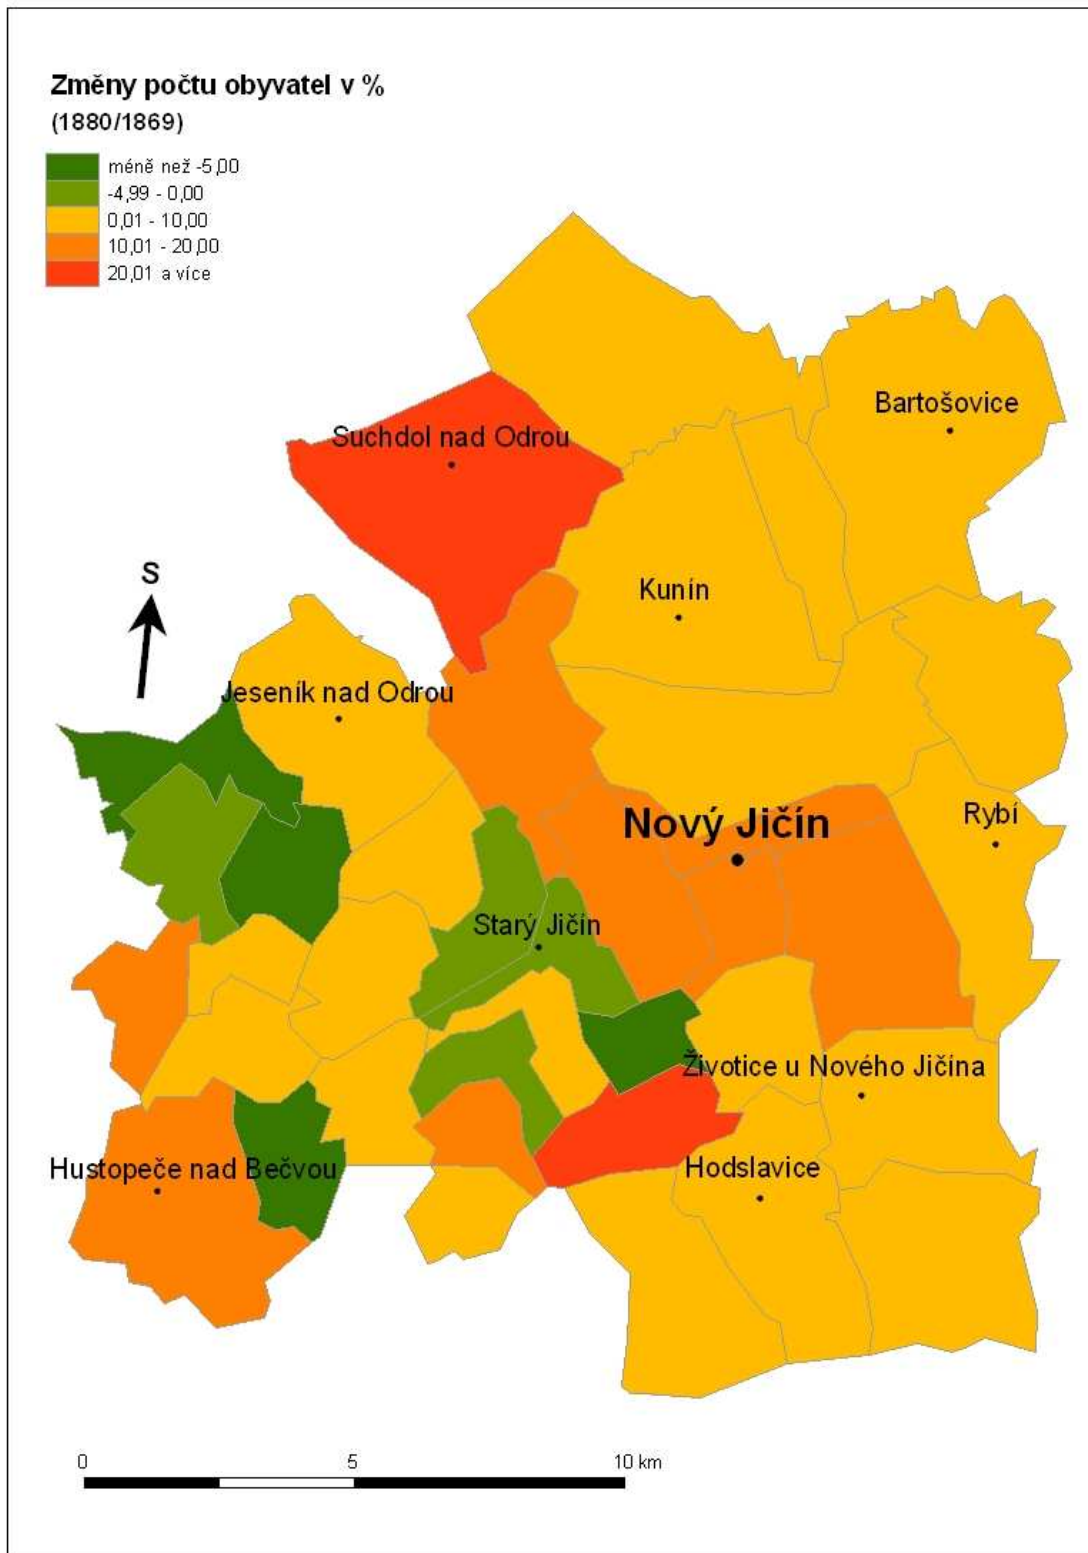 Změny počtu obyvatel v %
(1880/1869)
méně než -5,00
-4,99 - 0,00
0,01 - 10,00
10,01 - 20,00
20,01 a více
Bartošovice
Suchdol nad Odrou
S
Kunín
Jeseník nad Odrou
Nový Jičín
Rybí
Starý Jičín
Životice u Nového Jičína
Hustopeče nad Bečvou
Hodslavice
0 5 10 km